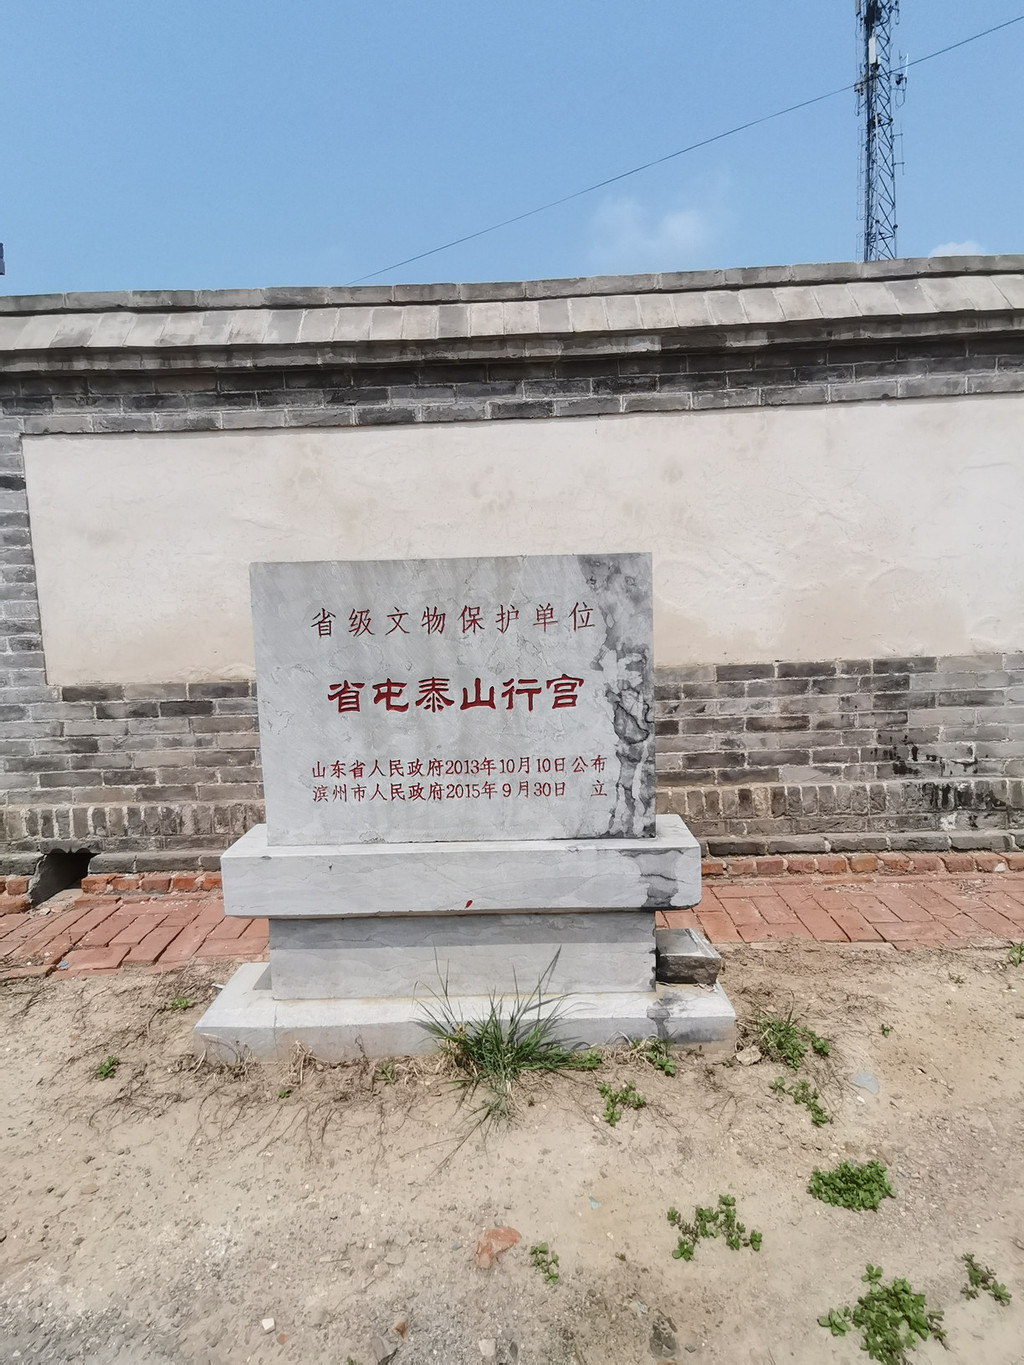 省级文物保护单位
省屯泰山行宫
山东省人民政府2013年10月10日公布
滨州市人民政府2015年9月30日 立